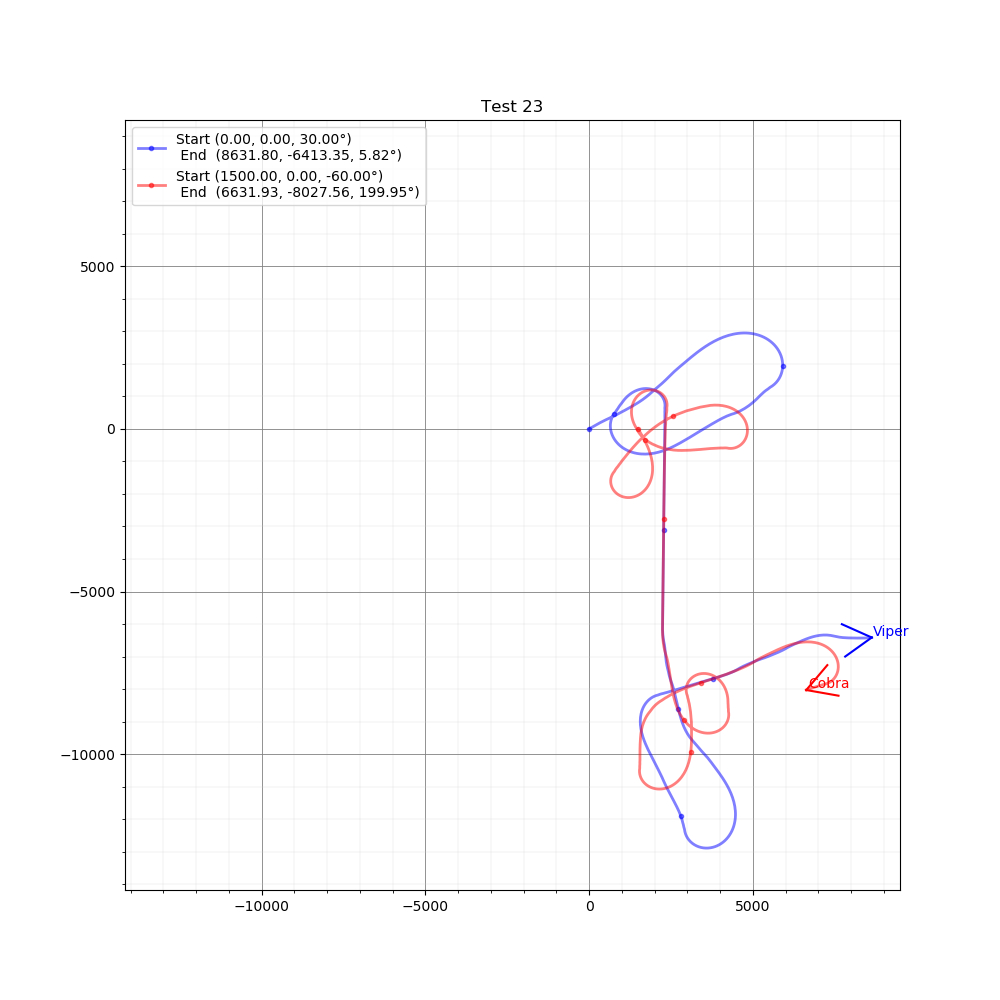 Test 23
Start (0.00, 0.00, 30.00°)
End (8631.80, -6413.35, 5.82°)
Start (1500.00, 0.00, -60.00°)
End (6631.93, -8027.56, 199.95°)
5000
0
−5000
−10000
Viper
Cobra
−10000 −5000 0 5000